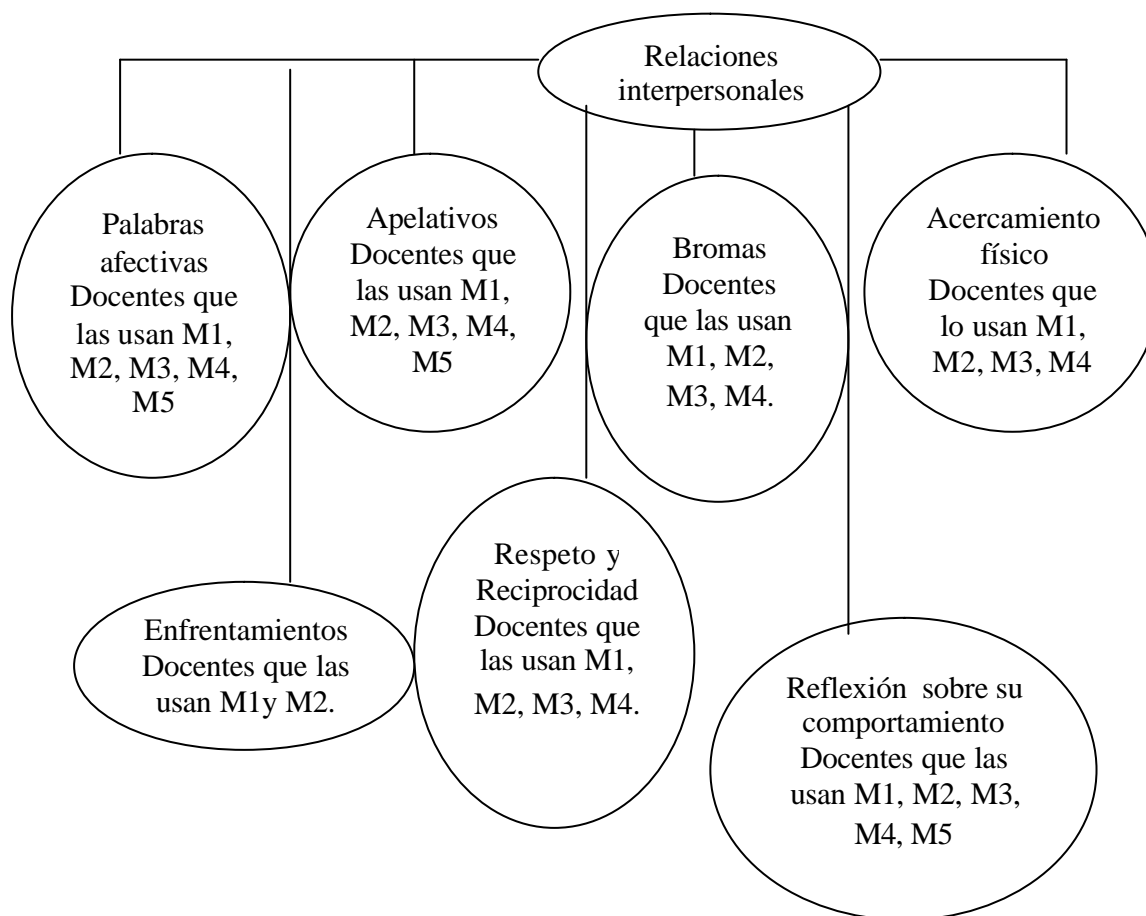 Relaciones
interpersonales
Palabras
afectivas
Docentes que
las usan M1,
M2, M3, M4,
M5
Apelativos
Docentes que
las usan M1,
M2, M3, M4,
M5
Bromas
Docentes
que las usan
M1, M2,
M3, M4.
Acercamiento
físico
Docentes que
lo usan M1,
M2, M3, M4
Enfrentamientos
Docentes que las
usan M1y M2.
Respeto y
Reciprocidad
Docentes que
las usan M1,
M2, M3, M4.
Reflexión sobre su
comportamiento
Docentes que las
usan M1, M2, M3,
M4, M5